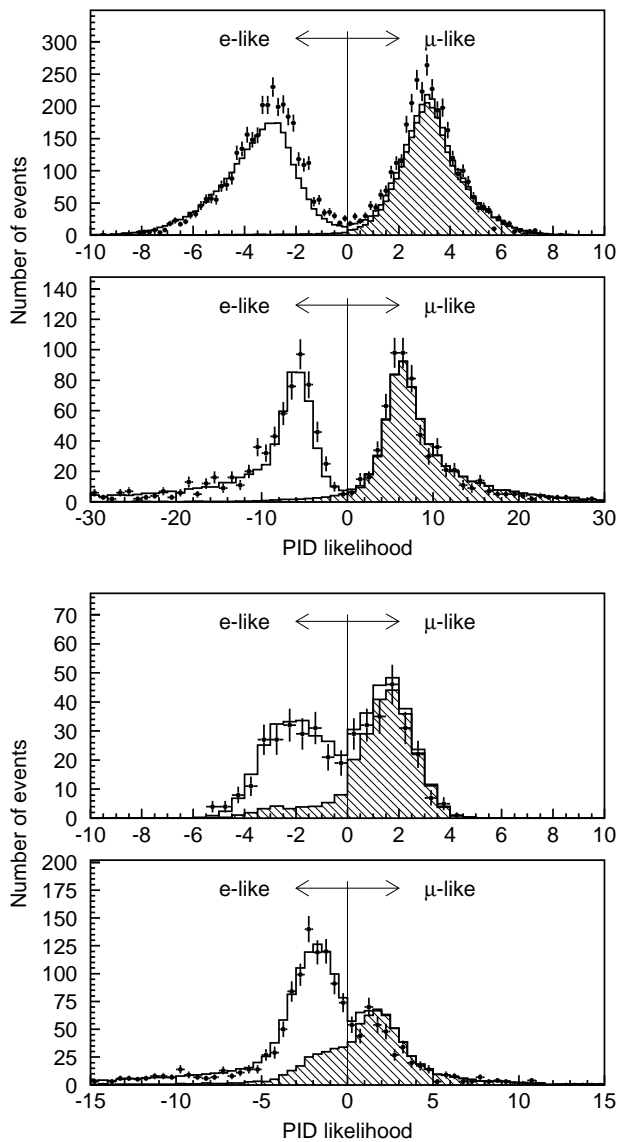 e-like μ-like
Number of events
350
300
250
200
150
100
50
0
-10 -8 -6 -4 -2 0 2 4 6 8 10
e-like μ-like
140
120
100
80
60
40
20
0
-30 -20 -10 0 10 20 30
PID likelihood
e-like μ-like
Number of events
70
60
50
40
30
20
10
0
-10 -8 -6 -4 -2 0 2 4 6 8 10
e-like μ-like
200
175
150
125
100
75
50
25
0
-15 -10 -5 0 5 10 15
PID likelihood